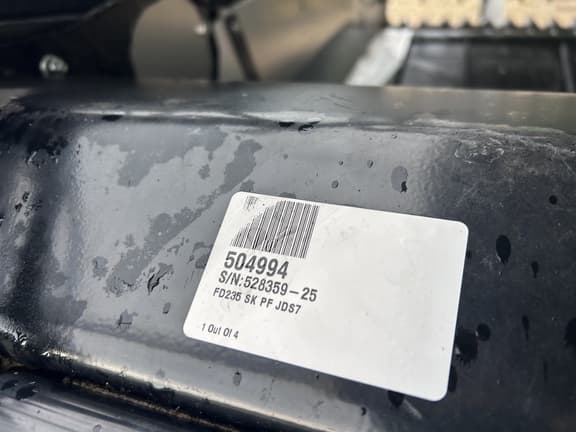 504994
S/N:528359-25
FD235 SK PF JDS7
1 Out Of 4